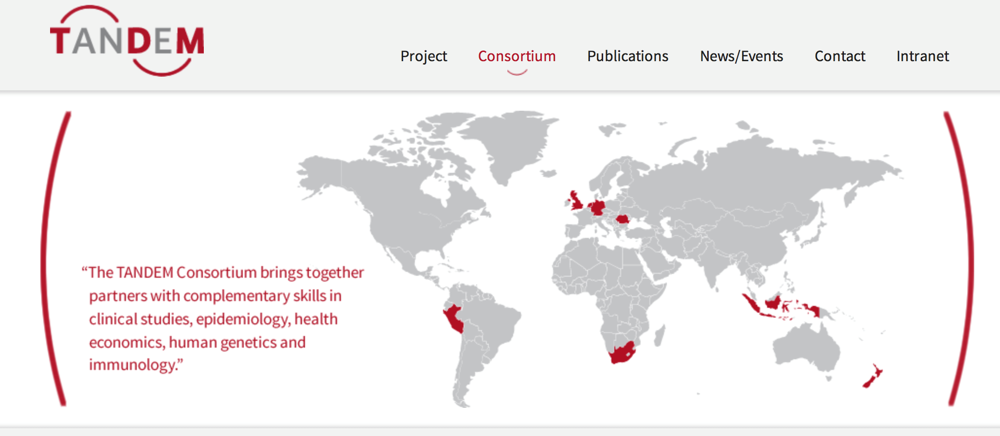 TANDEM
Project
Consortium
Publications
News/Events
Contact
Intranet
“The TANDEM Consortium brings together
partners with complementary skills in
clinical studies, epidemiology, health
economics, human genetics and
immunology.”